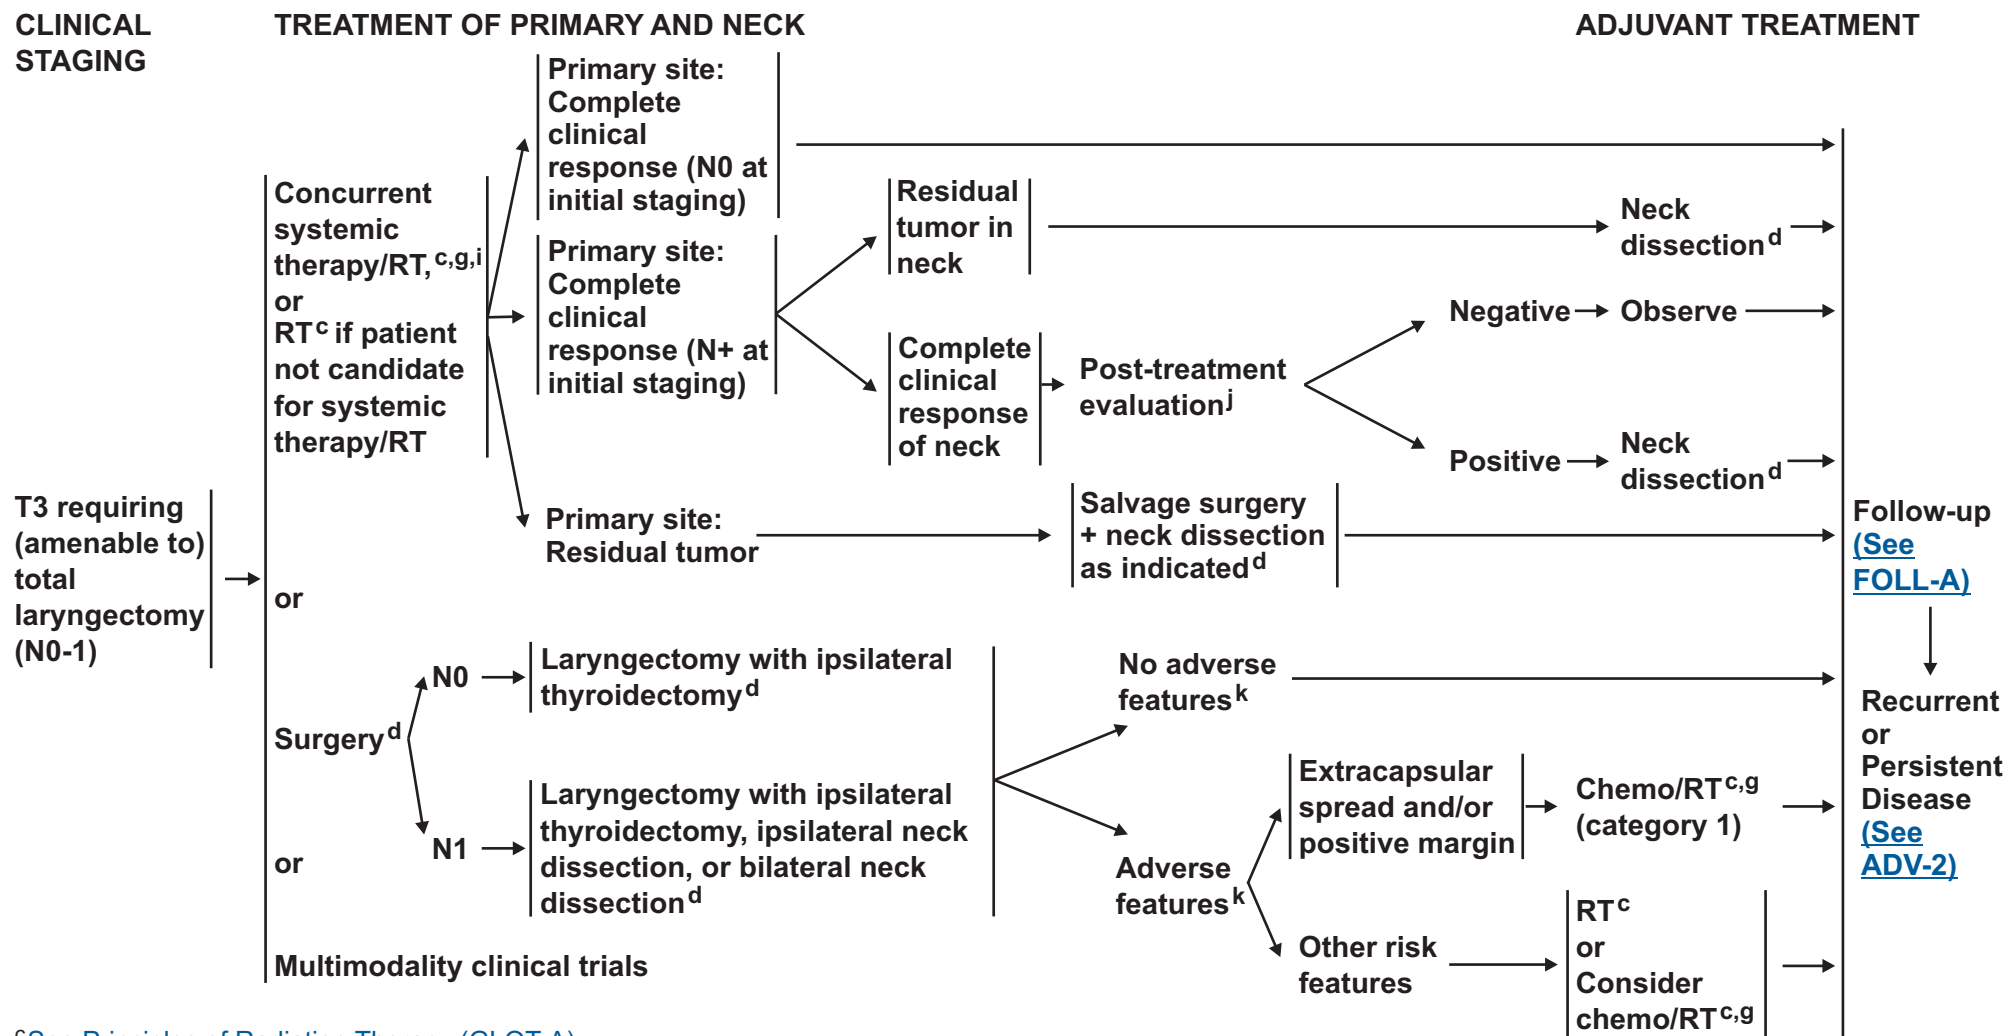 CLINICAL
STAGING
TREATMENT OF PRIMARY AND NECK
ADJUVANT TREATMENT
T3 requiring
(amenable to)
total
laryngectomy
(N0-1)
Concurrent
systemic
therapy/RT,c,g,i
or
RTc if patient
not candidate
for systemic
therapy/RT
Primary site:
Complete
clinical
response (N0 at
initial staging)
Primary site:
Complete
clinical
response (N+ at
initial staging)
Residual
tumor in
neck
Neck
dissectiond
Complete
clinical
response
of neck
Post-treatment
evaluationj
Negative
Observe
Positive
Neck
dissectiond
Primary site:
Residual tumor
Salvage surgery
+ neck dissection
as indicatedd
or
Surgeryd
N0
Laryngectomy with ipsilateral
thyroidectomyd
N1
Laryngectomy with ipsilateral
thyroidectomy, ipsilateral neck
dissection, or bilateral neck
dissectiond
No adverse
featuresk
Adverse
featuresk
Extracapsular
spread and/or
positive margin
Chemo/RTc,g
(category 1)
Other risk
features
RTc
or
Consider
chemo/RTc,g
or
Multimodality clinical trials
Follow-up
(See
FOLL-A)
Recurrent
or
Persistent
Disease
(See
ADV-2)
cSee Principles of Radiation Therapy (GLOT-A)